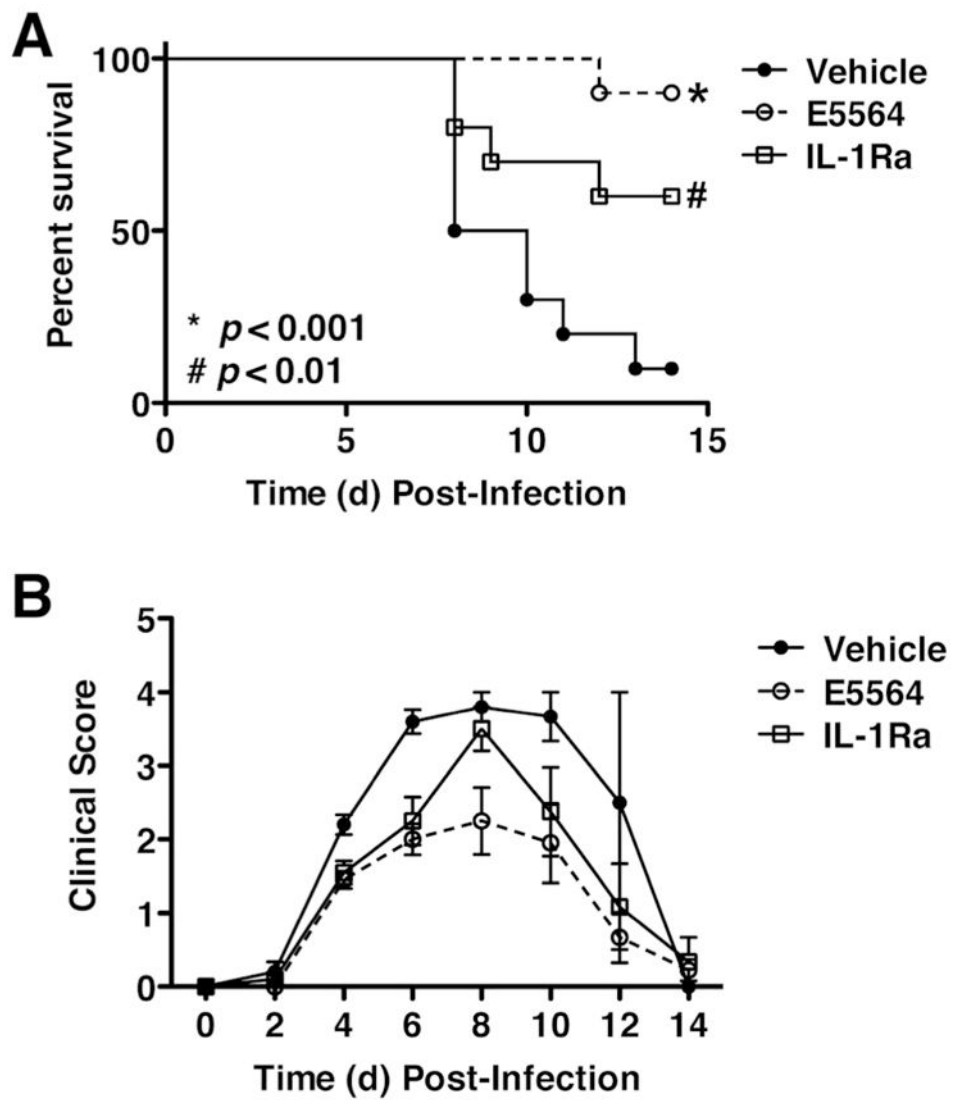 A
Percent survival
100
50
0
0 5 10 15
Time (d) Post-Infection
* p < 0.001
# p < 0.01
*
#
Vehicle
E5564
IL-1Ra
B
Clinical Score
5
4
3
2
1
0
0 2 4 6 8 10 12 14
Time (d) Post-Infection
Vehicle
E5564
IL-1Ra